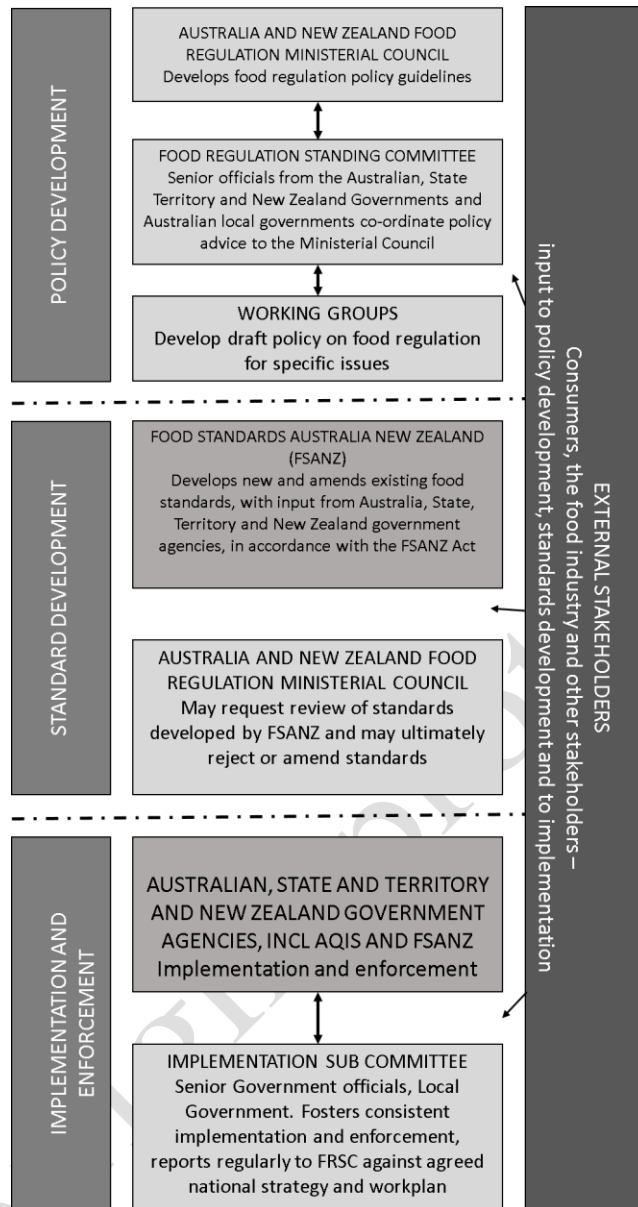 POLICY DEVELOPMENT
AUSTRALIA AND NEW ZEALAND FOOD
REGULATION MINISTERIAL COUNCIL
Develops food regulation policy guidelines
FOOD REGULATION STANDING COMMITTEE
Senior officials from the Australian, State
Territory and New Zealand Governments and
Australian local governments co-ordinate policy
advice to the Ministerial Council
WORKING GROUPS
Develop draft policy on food regulation
for specific issues
STANDARD DEVELOPMENT
FOOD STANDARDS AUSTRALIA NEW ZEALAND
(FSANZ)
Develops new and amends existing food
standards, with input from Australia, State,
Territory and New Zealand government
agencies, in accordance with the FSANZ Act
AUSTRALIA AND NEW ZEALAND FOOD
REGULATION MINISTERIAL COUNCIL
May request review of standards
developed by FSANZ and may ultimately
reject or amend standards
IMPLEMENTATION AND
ENFORCEMENT
AUSTRALIAN, STATE AND TERRITORY
AND NEW ZEALAND GOVERNMENT
AGENCIES, INCL AQIS AND FSANZ
Implementation and enforcement
IMPLEMENTATION SUB COMMITTEE
Senior Government officials, Local
Government. Fosters consistent
implementation and enforcement,
reports regularly to FRSC against agreed
national strategy and workplan
EXTERNAL STAKEHOLDERS
Consumers, the food industry and other stakeholders –
input to policy development, standards development and to implementation